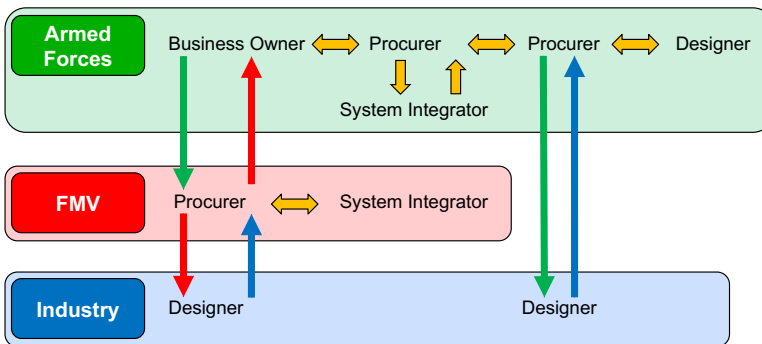 Armed
Forces
Business Owner
Procurer
Procurer
Designer
System Integrator
FMV
Procurer
System Integrator
Industry
Designer
Designer